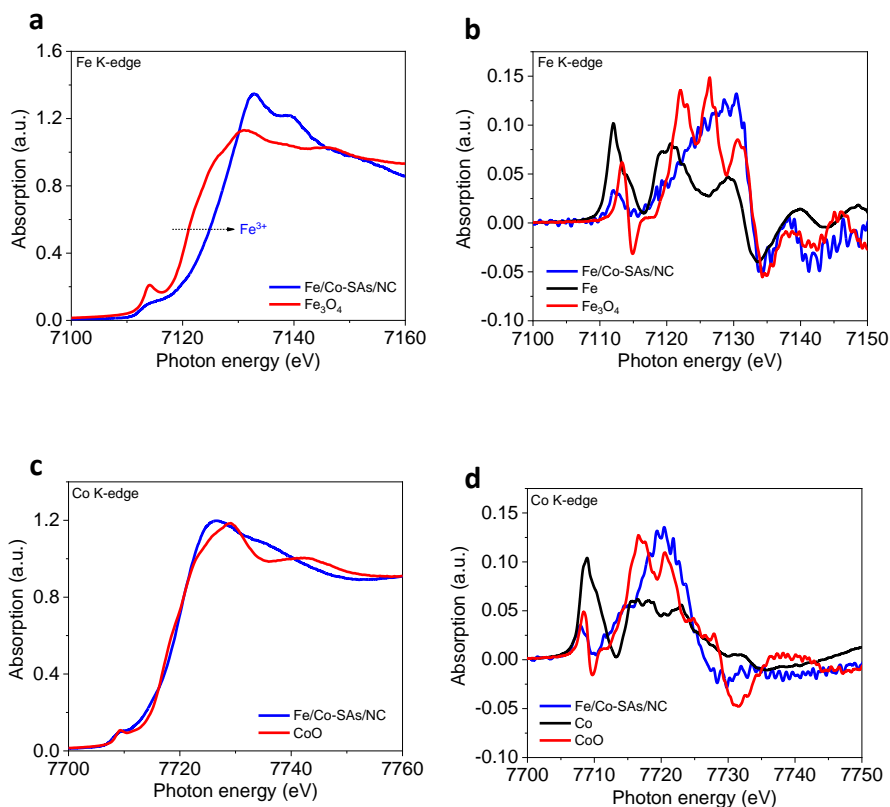 a
Fe K-edge
1.6
1.2
0.8
0.4
0.0
Absorption (a.u.)
Fe³⁺
Fe/Co-SAs/NC
Fe₃O₄
7100 7120 7140 7160
Photon energy (eV)
b
Fe K-edge
0.15
0.10
0.05
0.00
-0.05
-0.10
Absorption (a.u.)
Fe/Co-SAs/NC
Fe
Fe₃O₄
7100 7110 7120 7130 7140 7150
Photon energy (eV)
c
Co K-edge
1.2
0.8
0.4
0.0
Absorption (a.u.)
Fe/Co-SAs/NC
CoO
7700 7720 7740 7760
Photon energy (eV)
d
Co K-edge
0.15
0.10
0.05
0.00
-0.05
-0.10
Absorption (a.u.)
Fe/Co-SAs/NC
Co
CoO
7700 7710 7720 7730 7740 7750
Photon energy (eV)